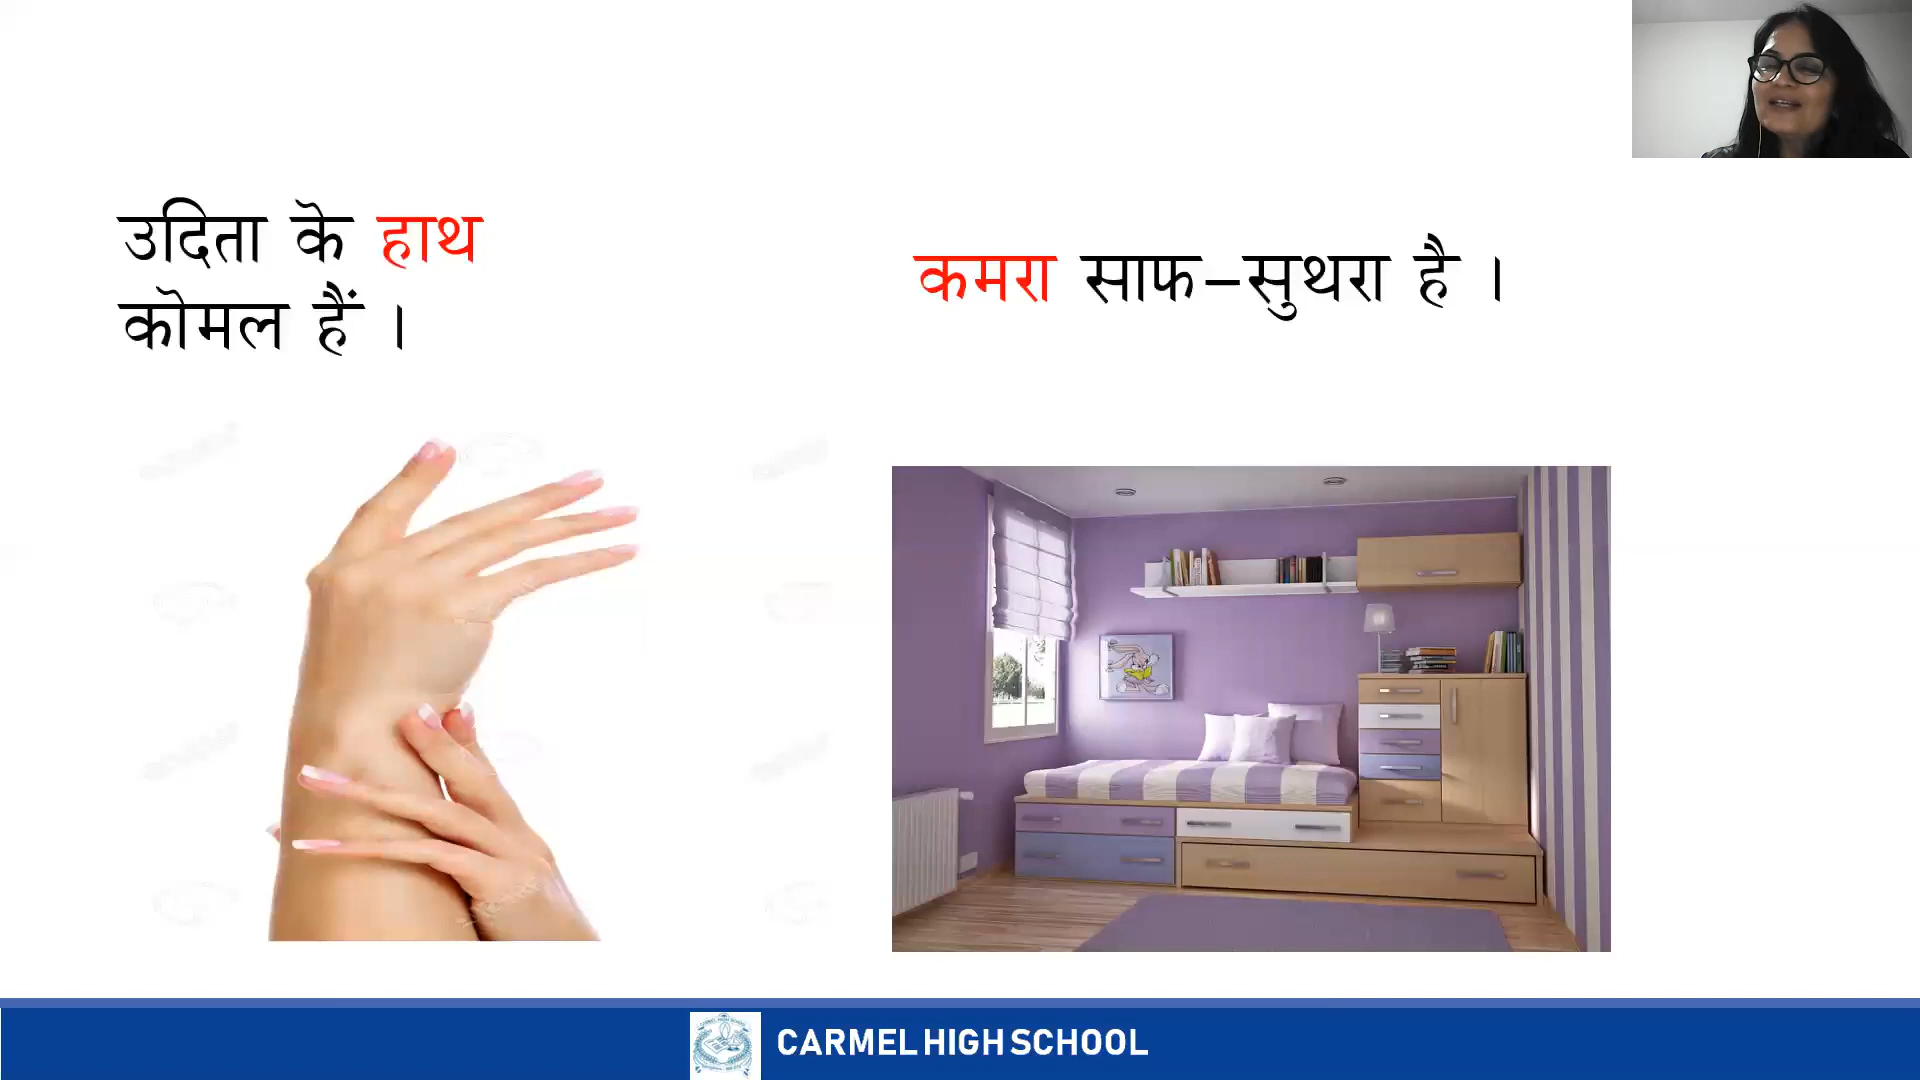 उदिता के हाथ
कोमल हैं ।
कमरा साफ-सुथरा है ।
CARMEL HIGH SCHOOL